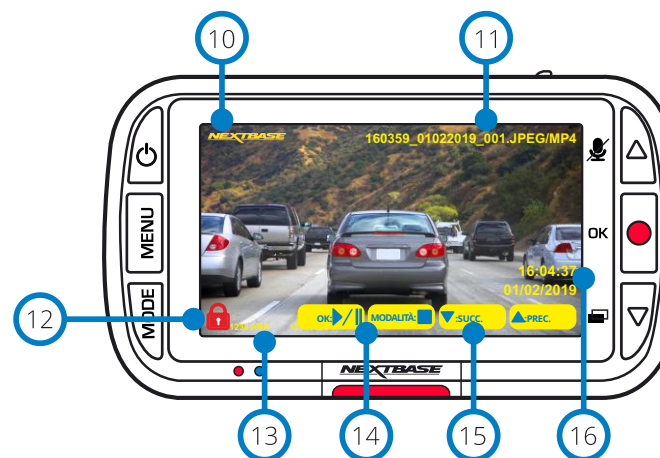 10
11
NEXTBASE
160359_01022019_001.JPEG/MP4
MENU
MODE
OK
16:04:37
01/02/2019
12
OK:
MODALITÀ:
:SUCC.
:PREC.
NEXTBASE
13
14
15
16